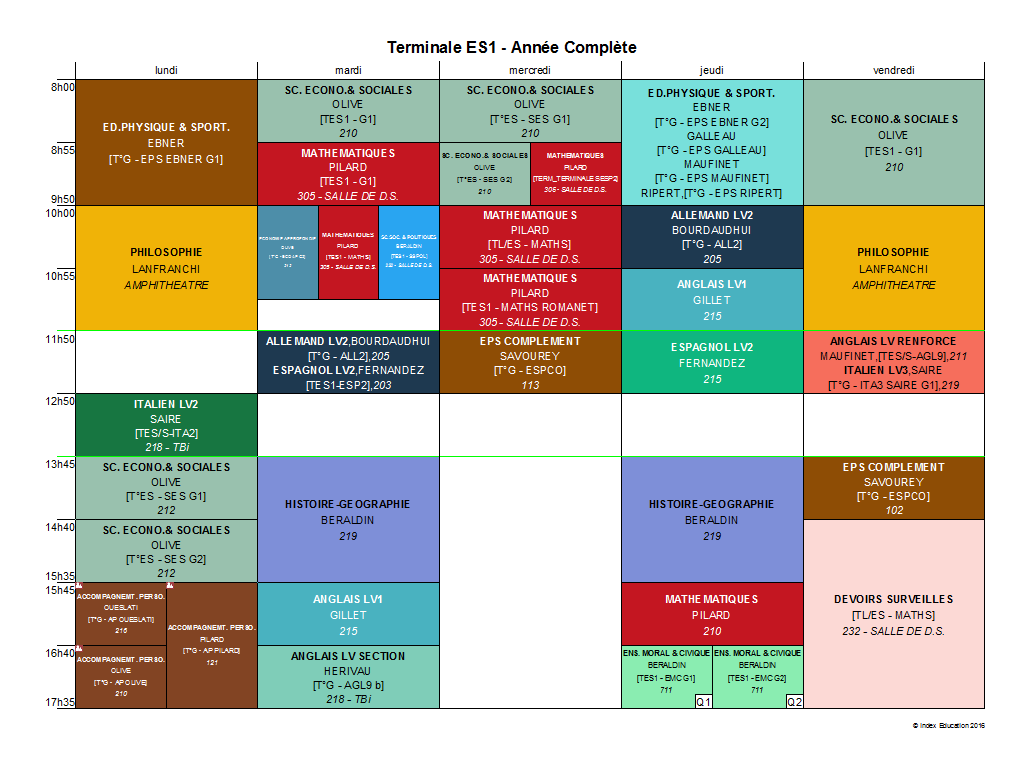 Terminale ES1 - Année Complète
lundi
mardi
mercredi
jeudi
vendredi
8h00
8h55
9h50
10h00
10h55
11h50
12h50
13h45
14h40
15h35
15h45
16h40
17h35
ED.PHYSIQUE & SPORT.
EBNER
[T°G - EPS EBNER G1]
PHILOSOPHIE
LANFRANCHI
AMPHITHEATRE
ITALIEN LV2
SAIRE
[TES/S-ITA2]
218 - TBi
SC. ECONO.& SOCIALES
OLIVE
[T°ES - SES G1]
212
SC. ECONO.& SOCIALES
OLIVE
[T°ES - SES G2]
212
ACCOMPAGNEMT. PERSO.
OUESLATI
[T°G - AP OUESLATI]
216
ACCOMPAGNEMT. PERSO.
OLIVE
[T°G - AP OLIVE]
210
ACCOMPAGNEMT. PERSO.
PILARD
[T°G - AP PILARD]
121
SC. ECONO.& SOCIALES
OLIVE
[TES1 - G1]
210
MATHEMATIQUES
PILARD
[TES1 - G1]
305 - SALLE DE D.S.
MATHEMATIQUES
PILARD
[TES1 - MATHS]
305 - SALLE DE D.S.
SC.SOC. & POLITIQUES
BERALDIN
ALLEMAND LV2,BOURDAUDHUI
[T°G - ALL2],205
ESPAGNOL LV2,FERNANDEZ
[TES1-ESP2],203
HISTOIRE-GEOGRAPHIE
BERALDIN
219
ANGLAIS LV1
GILLET
215
ANGLAIS LV SECTION
HERIVAU
[T°G - AGL9 b]
218 - TBi
SC. ECONO.& SOCIALES
OLIVE
[T°ES - SES G1]
210
SC. ECONO.& SOCIALES
OLIVE
[T°ES - SES G2]
210
MATHEMATIQUES
PILARD
[TERM_TERMINALE SESP2]
305 - SALLE DE D.S.
MATHEMATIQUES
PILARD
[TL/ES - MATHS]
305 - SALLE DE D.S.
MATHEMATIQUES
PILARD
[TES1 - MATHS ROMANET]
305 - SALLE DE D.S.
EPS COMPLEMENT
SAVOUREY
[T°G - ESPCO]
113
ED.PHYSIQUE & SPORT.
EBNER
[T°G - EPS EBNER G2]
GALLEAU
[T°G - EPS GALLEAU]
MAUFINET
[T°G - EPS MAUFINET]
RIPERT,[T°G - EPS RIPERT]
ALLEMAND LV2
BOURDAUDHUI
[T°G - ALL2]
205
ANGLAIS LV1
GILLET
215
ESPAGNOL LV2
FERNANDEZ
215
HISTOIRE-GEOGRAPHIE
BERALDIN
219
MATHEMATIQUES
PILARD
210
ENS. MORAL & CIVIQUE
BERALDIN
[TES1 - EMC G1]
711
Q1
ENS. MORAL & CIVIQUE
BERALDIN
[TES1 - EMC G2]
711
Q2
SC. ECONO.& SOCIALES
OLIVE
[TES1 - G1]
210
PHILOSOPHIE
LANFRANCHI
AMPHITHEATRE
ANGLAIS LV RENFORCE
MAUFINET,[TES/S-AGL9],211
ITALIEN LV3,SAIRE
[T°G - ITA3 SAIRE G1],219
EPS COMPLEMENT
SAVOUREY
[T°G - ESPCO]
102
DEVOIRS SURVEILLES
[TL/ES - MATHS]
232 - SALLE DE D.S.
© Index Education 2016